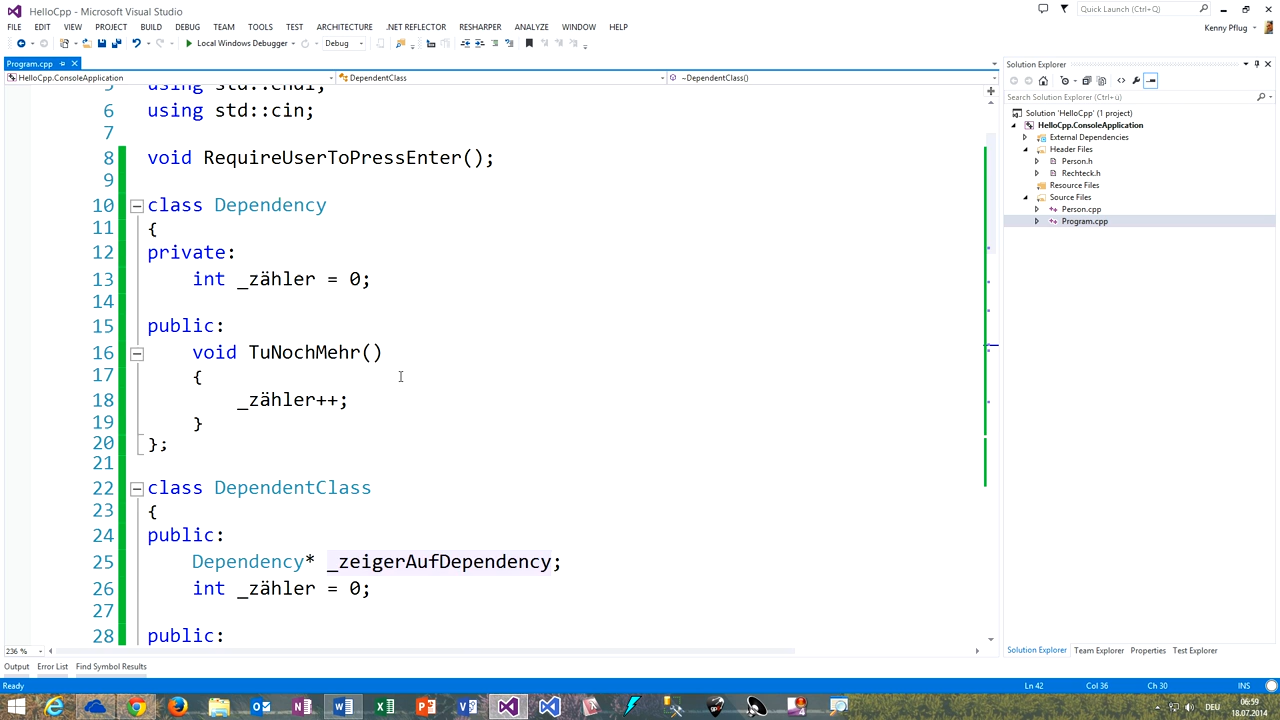 HelloCpp - Microsoft Visual Studio
Quick Launch (Ctrl+Q)
FILE EDIT VIEW PROJECT BUILD DEBUG TEAM TOOLS TEST ARCHITECTURE .NET REFLECTOR RESHARPER ANALYZE WINDOW HELP
Kenny Pflug
Local Windows Debugger
Debug
Program.cpp
HelloCpp.ConsoleApplication
DependentClass
~DependentClass()
5 using std::endl;
6 using std::cin;
7
8 void RequireUserToPressEnter();
9
10 class Dependency
11 {
12 private:
13 int _zähler = 0;
14
15 public:
16 void TuNochMehr()
17 {
18 _zähler++;
19 }
20 };
21
22 class DependentClass
23 {
24 public:
25 Dependency* _zeigerAufDependency;
26 int _zähler = 0;
27
28 public:
236 %
Solution Explorer
Search Solution Explorer (Ctrl+ü)
Solution 'HelloCpp' (1 project)
HelloCpp.ConsoleApplication
External Dependencies
Header Files
Person.h
Rechteck.h
Resource Files
Source Files
Person.cpp
Program.cpp
Solution Explorer Team Explorer Properties Test Explorer
Output Error List Find Symbol Results
Ready
Ln 42 Col 36 Ch 30 INS
DEU
06:59
18.07.2014